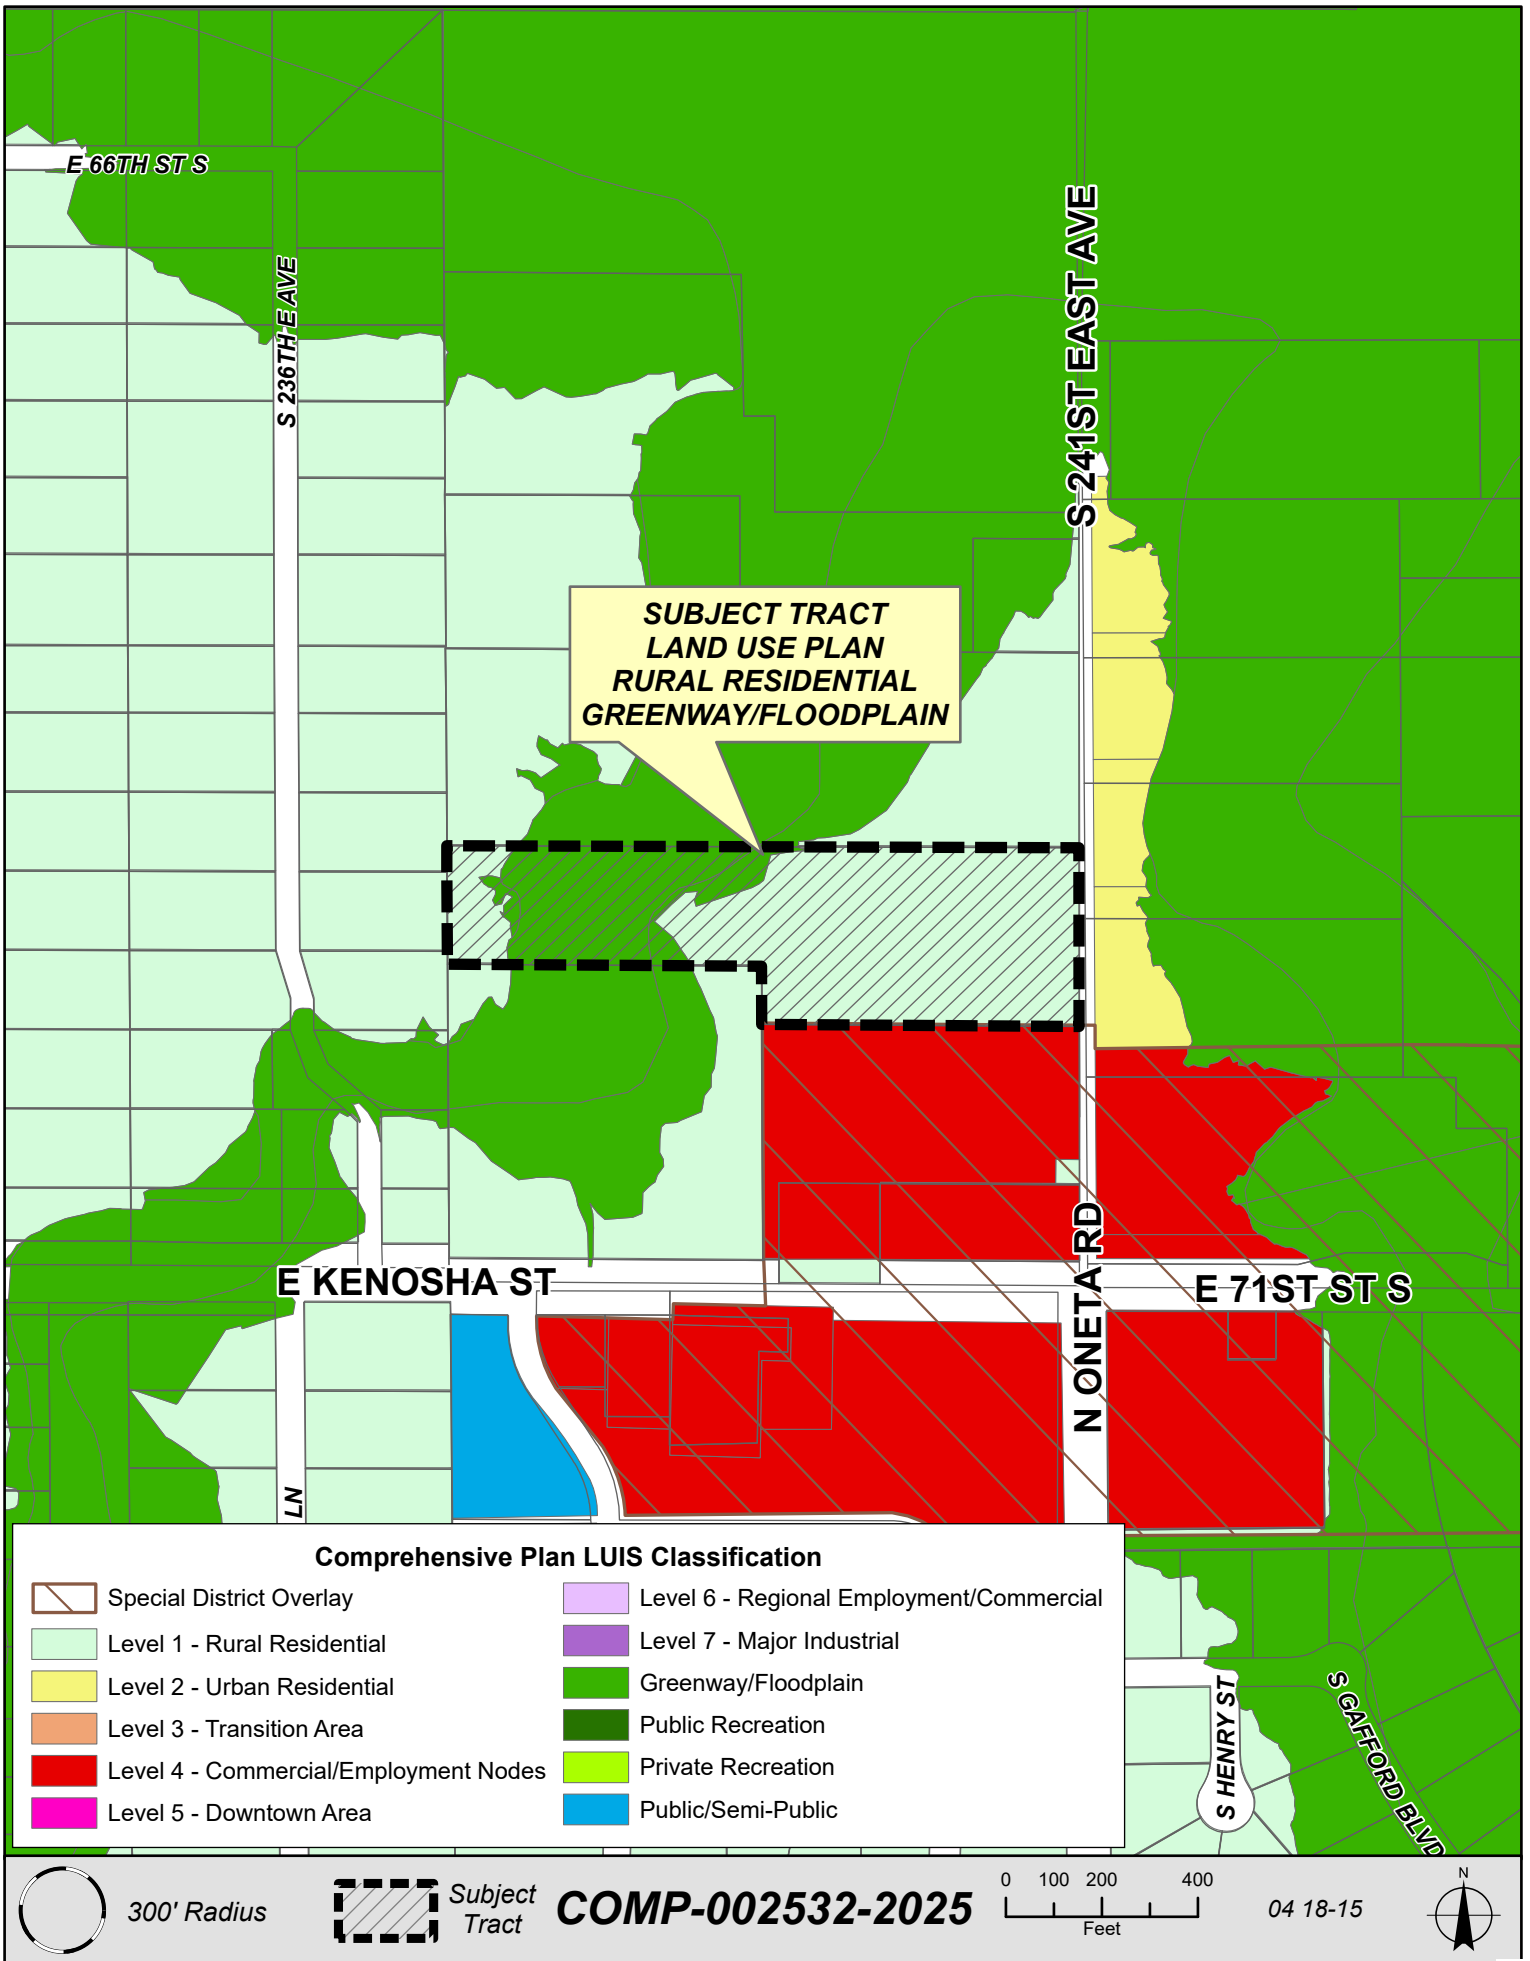 E 66TH ST S
S 236TH E AVE
S 241ST EAST AVE
SUBJECT TRACT
LAND USE PLAN
RURAL RESIDENTIAL
GREENWAY/FLOODPLAIN
E KENOSHA ST
N ONETA RD
E 71ST ST S
LN
Comprehensive Plan LUIS Classification
Special District Overlay
Level 1 - Rural Residential
Level 2 - Urban Residential
Level 3 - Transition Area
Level 4 - Commercial/Employment Nodes
Level 5 - Downtown Area
Level 6 - Regional Employment/Commercial
Level 7 - Major Industrial
Greenway/Floodplain
Public Recreation
Private Recreation
Public/Semi-Public
S HENRY ST
S GAFFORD BLVD
300' Radius
Subject
Tract
COMP-002532-2025
0 100 200 400
Feet
04 18-15
N